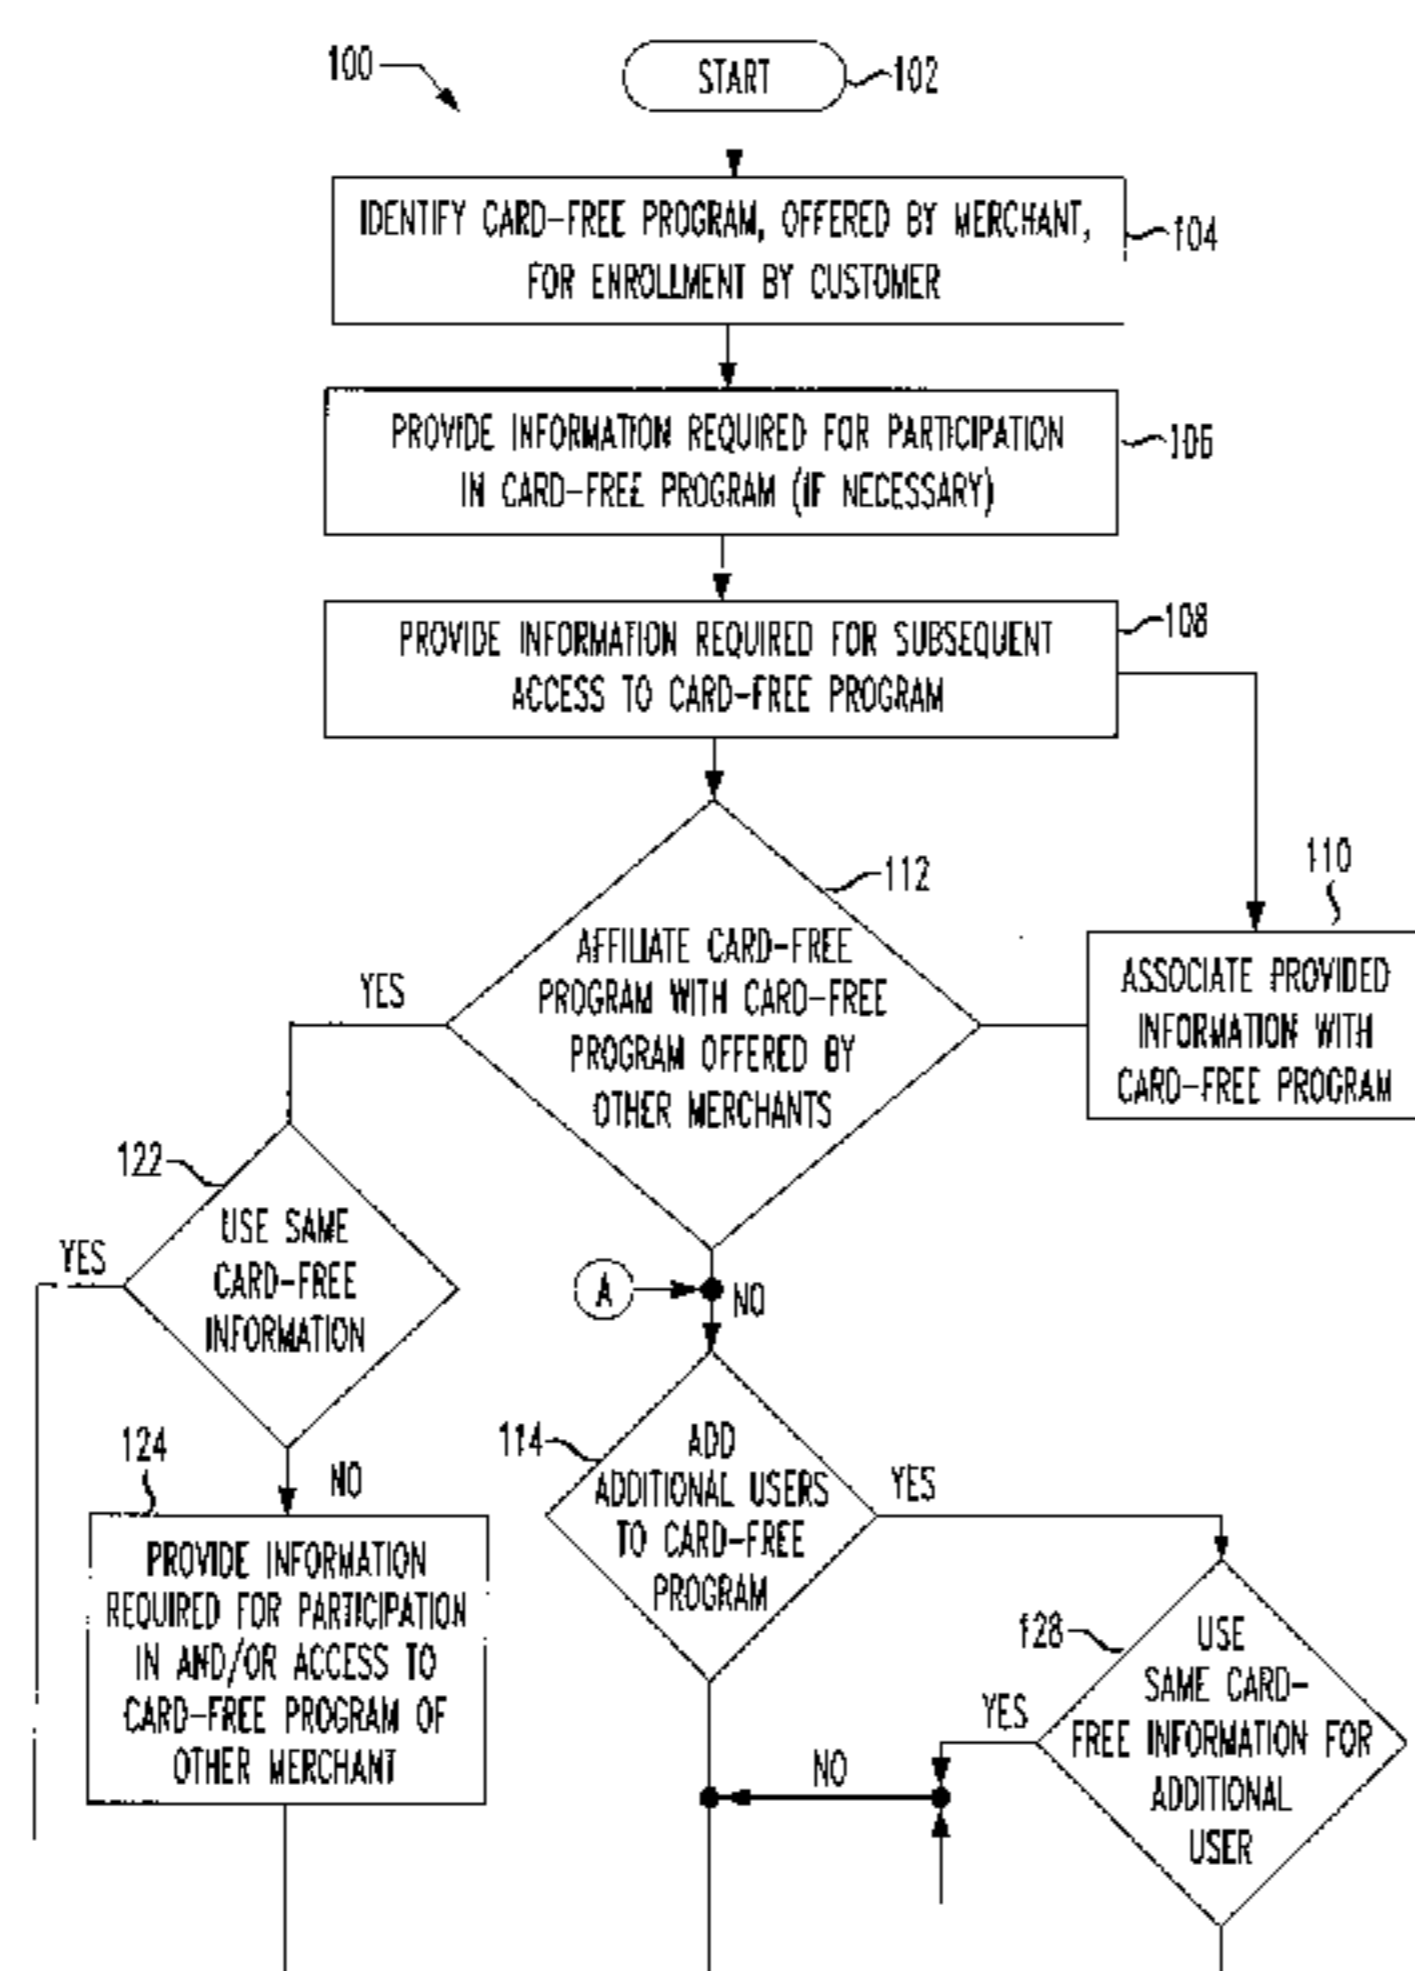 100
START
102
IDENTIFY CARD-FREE PROGRAM, OFFERED BY MERCHANT,
FOR ENROLLMENT BY CUSTOMER
104
PROVIDE INFORMATION REQUIRED FOR PARTICIPATION
IN CARD-FREE PROGRAM (IF NECESSARY)
106
PROVIDE INFORMATION REQUIRED FOR SUBSEQUENT
ACCESS TO CARD-FREE PROGRAM
108
112
AFFILIATE CARD-FREE
PROGRAM WITH CARD-FREE
PROGRAM OFFERED BY
OTHER MERCHANTS
YES
110
ASSOCIATE PROVIDED
INFORMATION WITH
CARD-FREE PROGRAM
122
USE SAME
CARD-FREE
INFORMATION
YES
A
NO
124
NO
PROVIDE INFORMATION
REQUIRED FOR PARTICIPATION
IN AND/OR ACCESS TO
CARD-FREE PROGRAM OF
OTHER MERCHANT
114
ADD
ADDITIONAL USERS
TO CARD-FREE
PROGRAM
YES
128
USE
SAME CARD-
FREE INFORMATION FOR
ADDITIONAL
USER
YES
NO